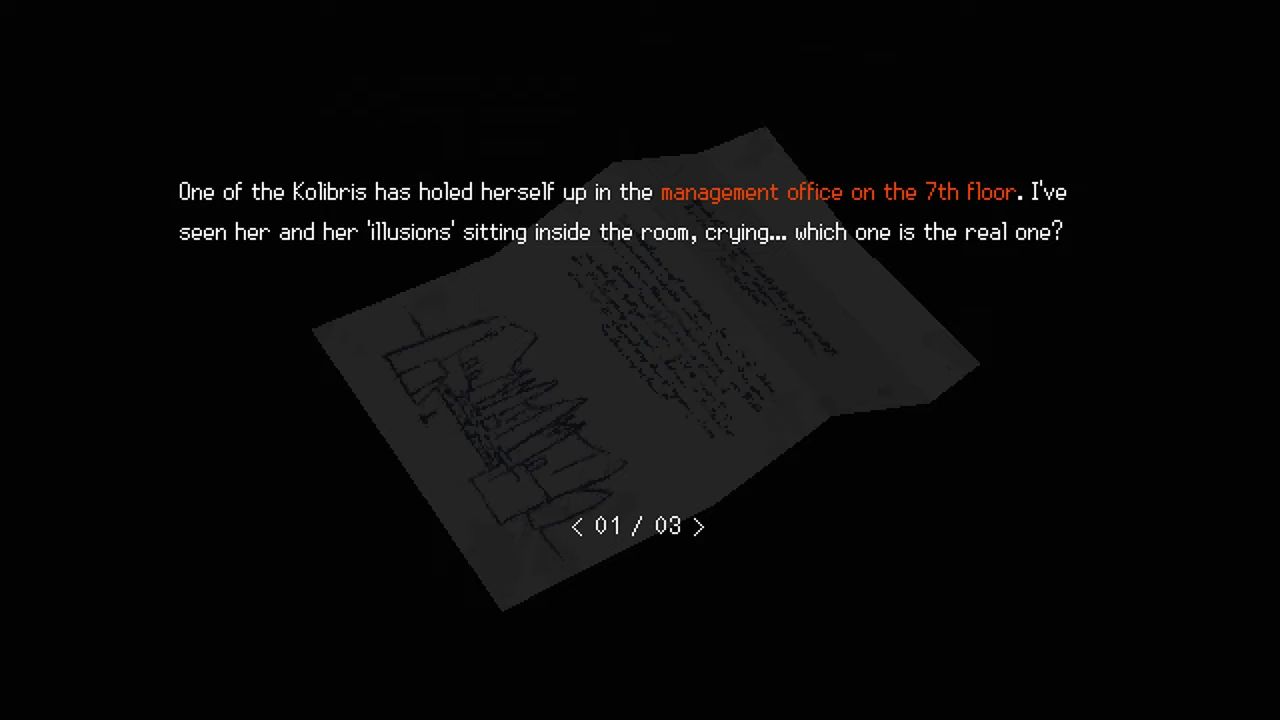 One of the Kolibris has holed herself up in the management office on the 7th floor. I've
seen her and her 'illusions' sitting inside the room, crying... which one is the real one?
< 01 / 03 >